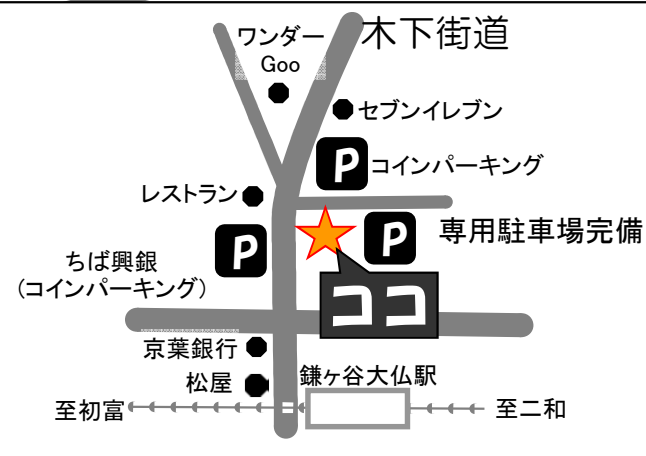 ワンダー
Goo
木下街道
セブンイレブン
P
コインパーキング
レストラン
P
P
専用駐車場完備
ちば興銀
(コインパーキング)
ココ
京葉銀行
松屋
鎌ヶ谷大仏駅
至初富
至二和